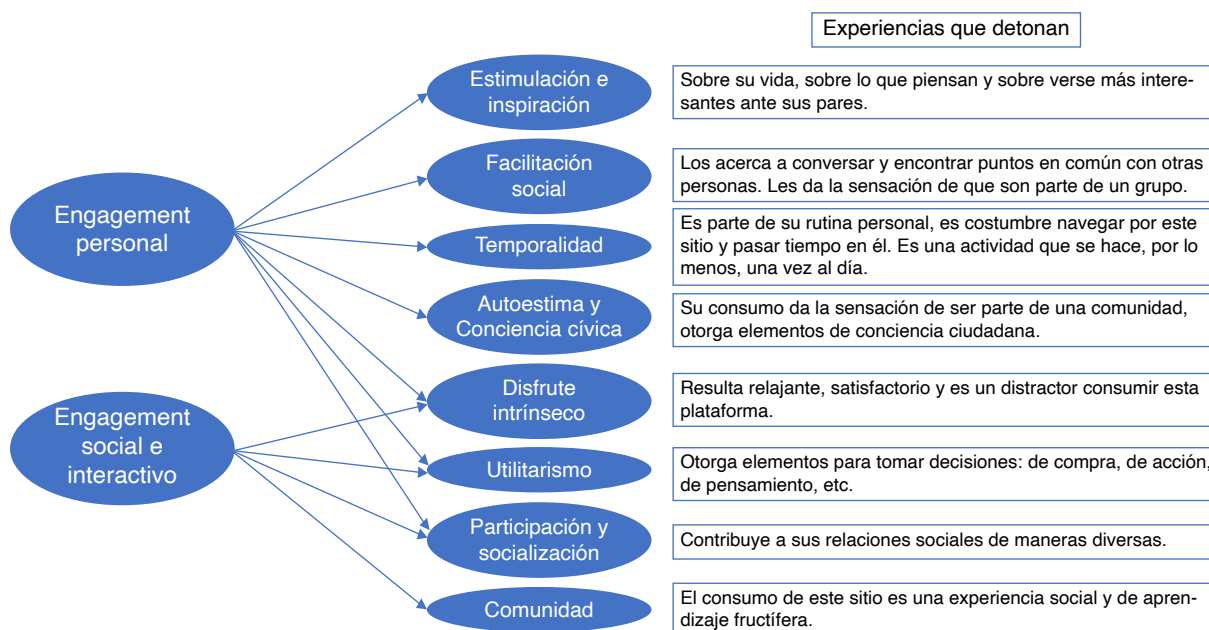 Experiencias que detonan
Estimulación e
inspiración
Sobre su vida, sobre lo que piensan y sobre verse más intere-
santes ante sus pares.
Facilitación
social
Los acerca a conversar y encontrar puntos en común con otras
personas. Les da la sensación de que son parte de un grupo.
Engagement
personal
Temporalidad
Es parte de su rutina personal, es costumbre navegar por este
sitio y pasar tiempo en él. Es una actividad que se hace, por lo
menos, una vez al día.
Autoestima y
Conciencia cívica
Su consumo da la sensación de ser parte de una comunidad,
otorga elementos de conciencia ciudadana.
Disfrute
intrínseco
Resulta relajante, satisfactorio y es un distractor consumir esta
plataforma.
Engagement
social e
interactivo
Utilitarismo
Otorga elementos para tomar decisiones: de compra, de acción,
de pensamiento, etc.
Participación y
socialización
Contribuye a sus relaciones sociales de maneras diversas.
Comunidad
El consumo de este sitio es una experiencia social y de apren-
dizaje fructífera.